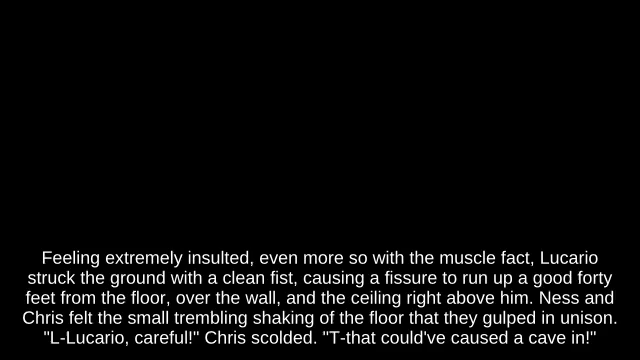 Feeling extremely insulted, even more so with the muscle fact, Lucario
struck the ground with a clean fist, causing a fissure to run up a good forty
feet from the floor, over the wall, and the ceiling right above him. Ness and
Chris felt the small trembling shaking of the floor that they gulped in unison.
"L-Lucario, careful!" Chris scolded. "T-that could've caused a cave in!"